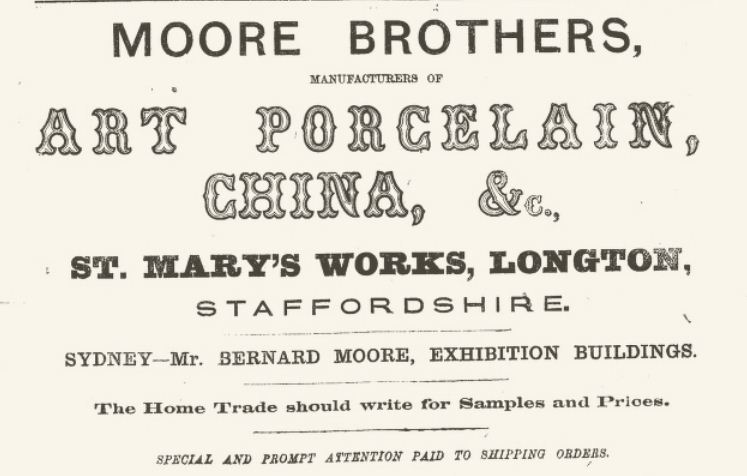 MOORE BROTHERS,
MANUFACTURERS OF
ART PORCELAIN,
CHINA, &c.,
ST. MARY'S WORKS, LONGTON,
STAFFORDSHIRE.
SYDNEY—Mr. BERNARD MOORE, EXHIBITION BUILDINGS.
The Home Trade should write for Samples and Prices.
SPECIAL AND PROMPT ATTENTION PAID TO SHIPPING ORDERS.